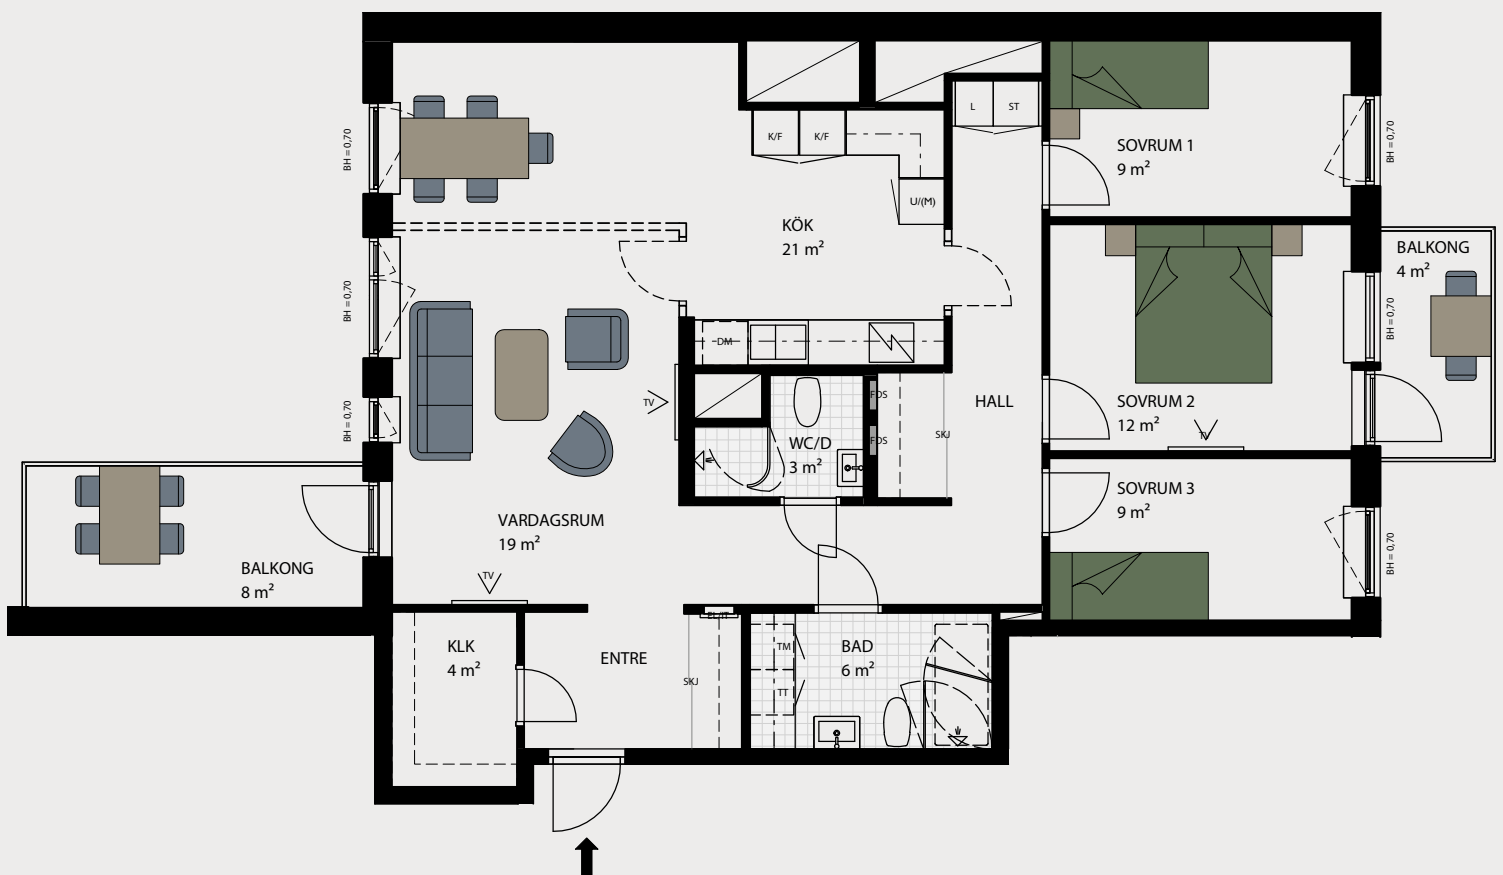 L
ST
K/F
K/F
U/(M)
BH = 0,70
BH = 0,70
SOVRUM 1
9 m²
KÖK
21 m²
BALKONG
4 m²
BH = 0,70
BH = 0,70
DM
TV
HALL
SOVRUM 2
12 m²
TV
FDS
FDS
SKJ
WC/D
3 m²
BH = 0,70
SOVRUM 3
9 m²
BH = 0,70
VARDAGSRUM
19 m²
TV
BALKONG
8 m²
EL/IT
KLK
4 m²
ENTRE
SKJ
TM
TT
BAD
6 m²